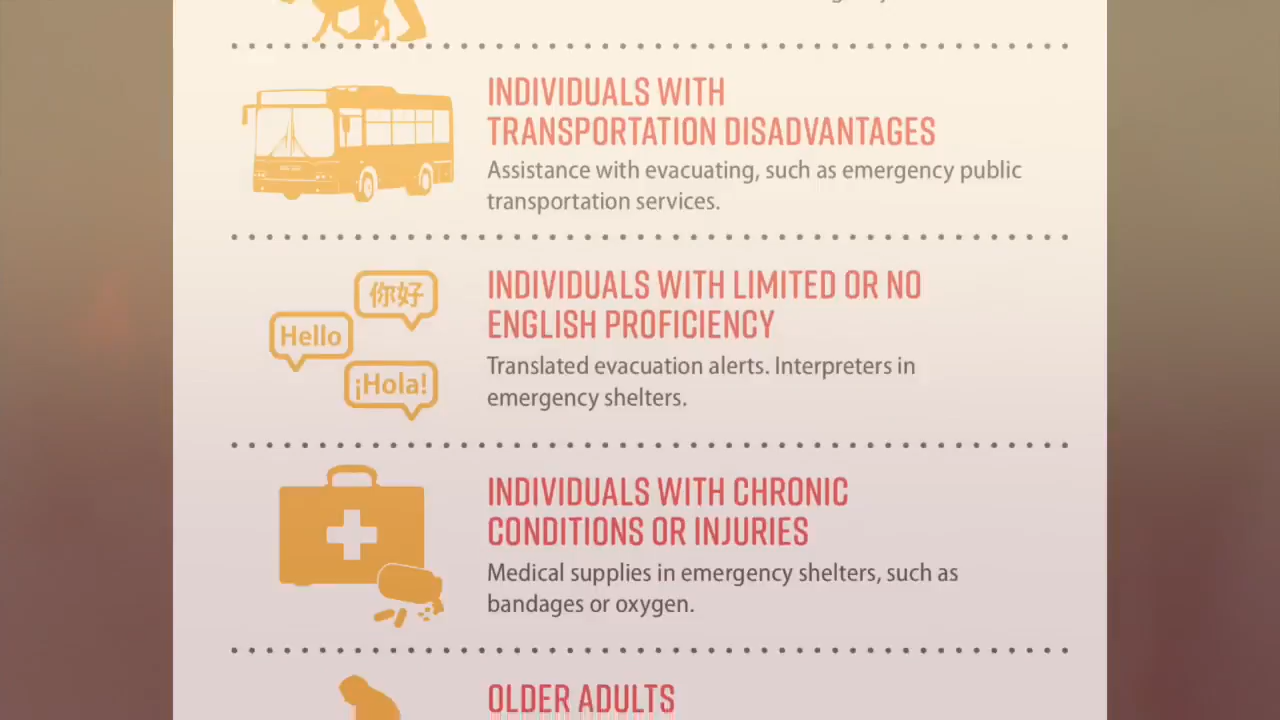 INDIVIDUALS WITH
TRANSPORTATION DISADVANTAGES
Assistance with evacuating, such as emergency public
transportation services.
你好
Hello
¡Hola!
INDIVIDUALS WITH LIMITED OR NO
ENGLISH PROFICIENCY
Translated evacuation alerts. Interpreters in
emergency shelters.
INDIVIDUALS WITH CHRONIC
CONDITIONS OR INJURIES
Medical supplies in emergency shelters, such as
bandages or oxygen.
OLDER ADULTS